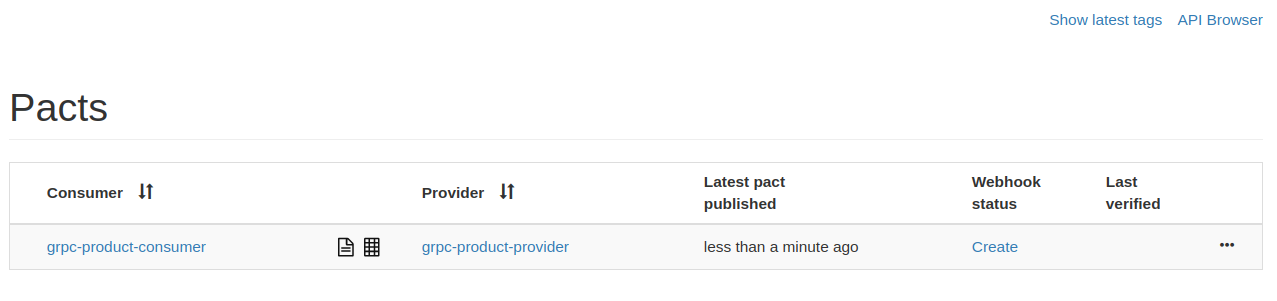 Show latest tags API Browser
Pacts
Consumer Provider Latest pact published Webhook status Last verified
grpc-product-consumer grpc-product-provider less than a minute ago Create •••